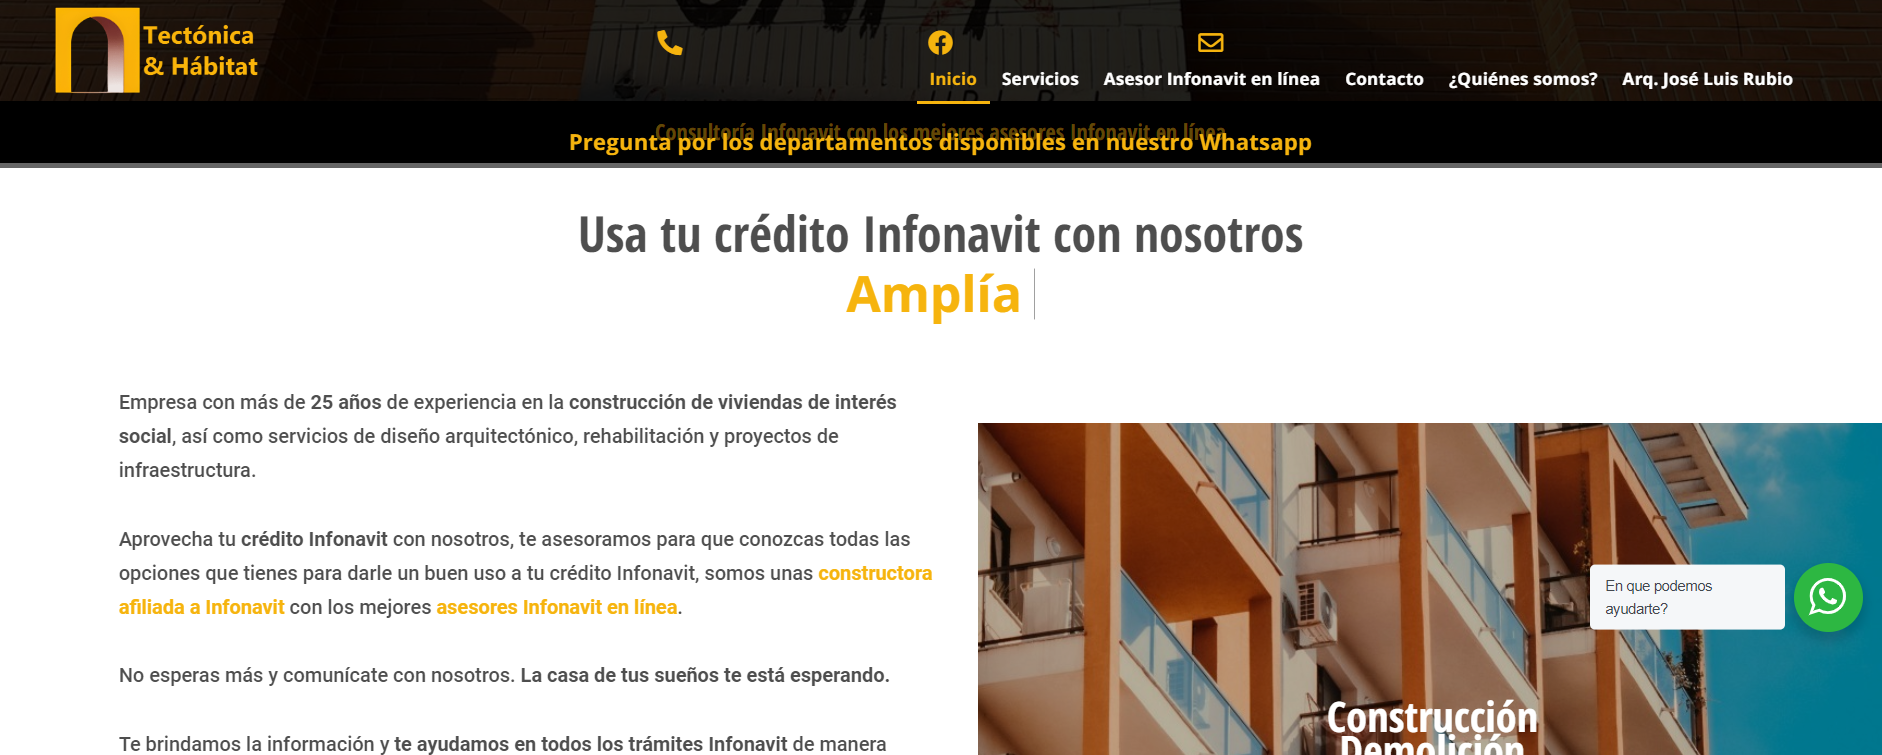 Tectónica
& Hábitat
Inicio Servicios Asesor Infonavit en línea Contacto ¿Quiénes somos? Arq. José Luis Rubio
Consultoría Infonavit con los mejores asesores Infonavit en línea
Pregunta por los departamentos disponibles en nuestro Whatsapp
Usa tu crédito Infonavit con nosotros
Amplía
Empresa con más de 25 años de experiencia en la construcción de viviendas de interés
social, así como servicios de diseño arquitectónico, rehabilitación y proyectos de
infraestructura.
Aprovecha tu crédito Infonavit con nosotros, te asesoramos para que conozcas todas las
opciones que tienes para darle un buen uso a tu crédito Infonavit, somos unas constructora
afiliada a Infonavit con los mejores asesores Infonavit en línea.
No esperas más y comunícate con nosotros. La casa de tus sueños te está esperando.
Te brindamos la información y te ayudamos en todos los trámites Infonavit de manera
En que podemos
ayudarte?
Construcción
Demolición